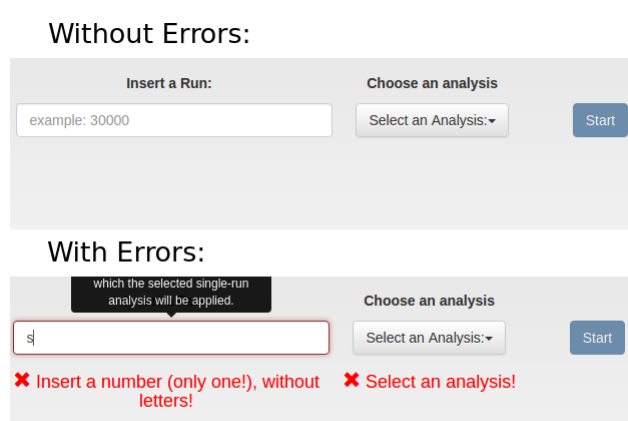 Without Errors:
Insert a Run: Choose an analysis
example: 30000 Select an Analysis: Start
With Errors:
which the selected single-run
analysis will be applied. Choose an analysis
s Select an Analysis: Start
✖ Insert a number (only one!), without ✖ Select an analysis!
letters!